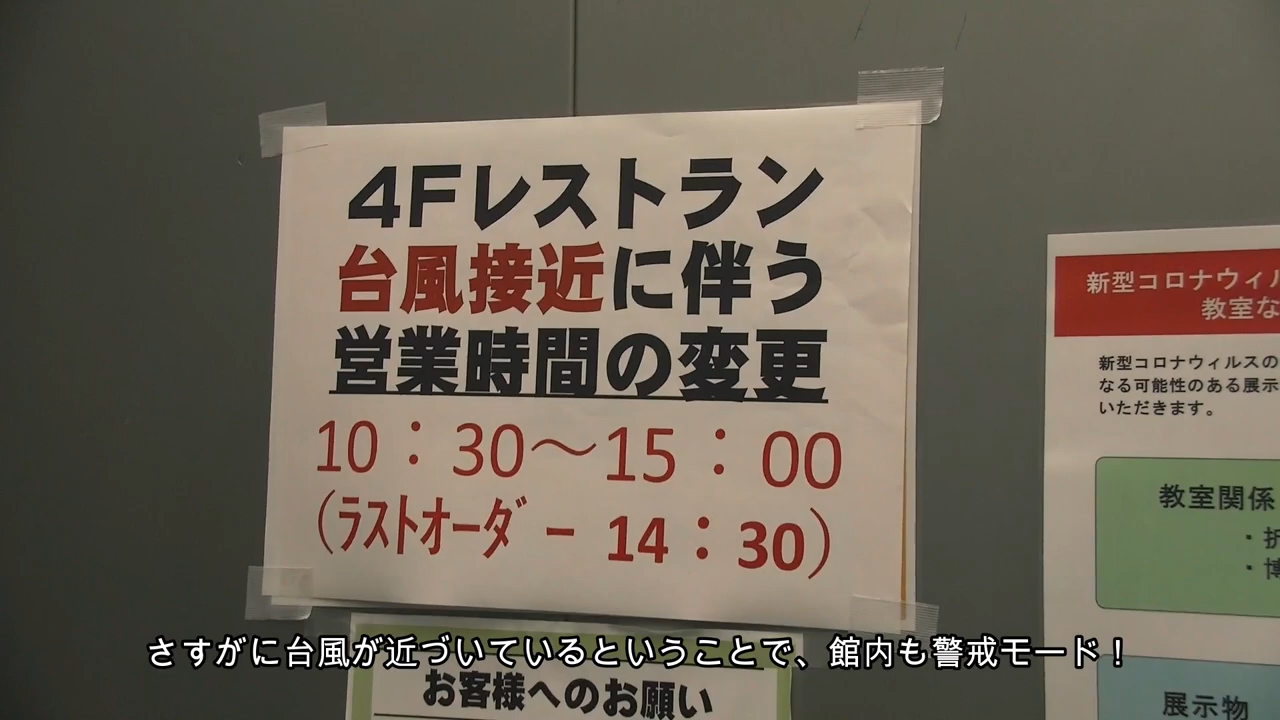 4Fレストラン
台風接近に伴う
営業時間の変更
10：30～15：00
（ラストオーダー 14：30）
新型コロナウィル
教室な
新型コロナウィルスの
なる可能性のある展示
いただきます。
教室関係
・折
・博
展示物
お客様へのお願い
さすがに台風が近づいているということで、館内も警戒モード！